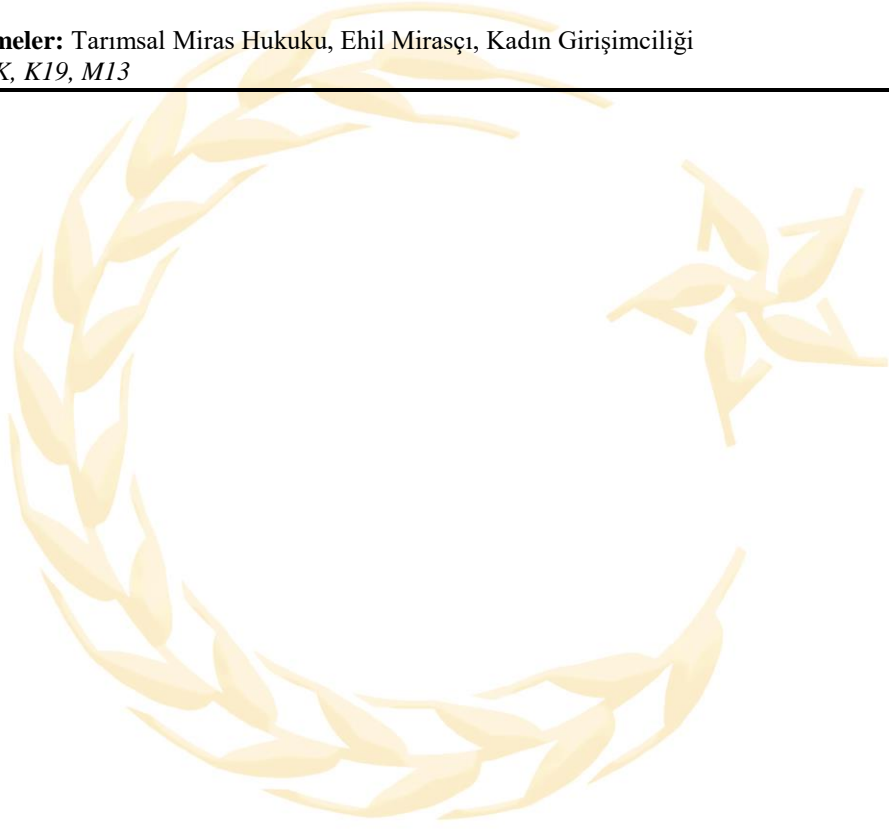 meler: Tarımsal Miras Hukuku, Ehil Mirasçı, Kadın Girişimciliği
K, K19, M13